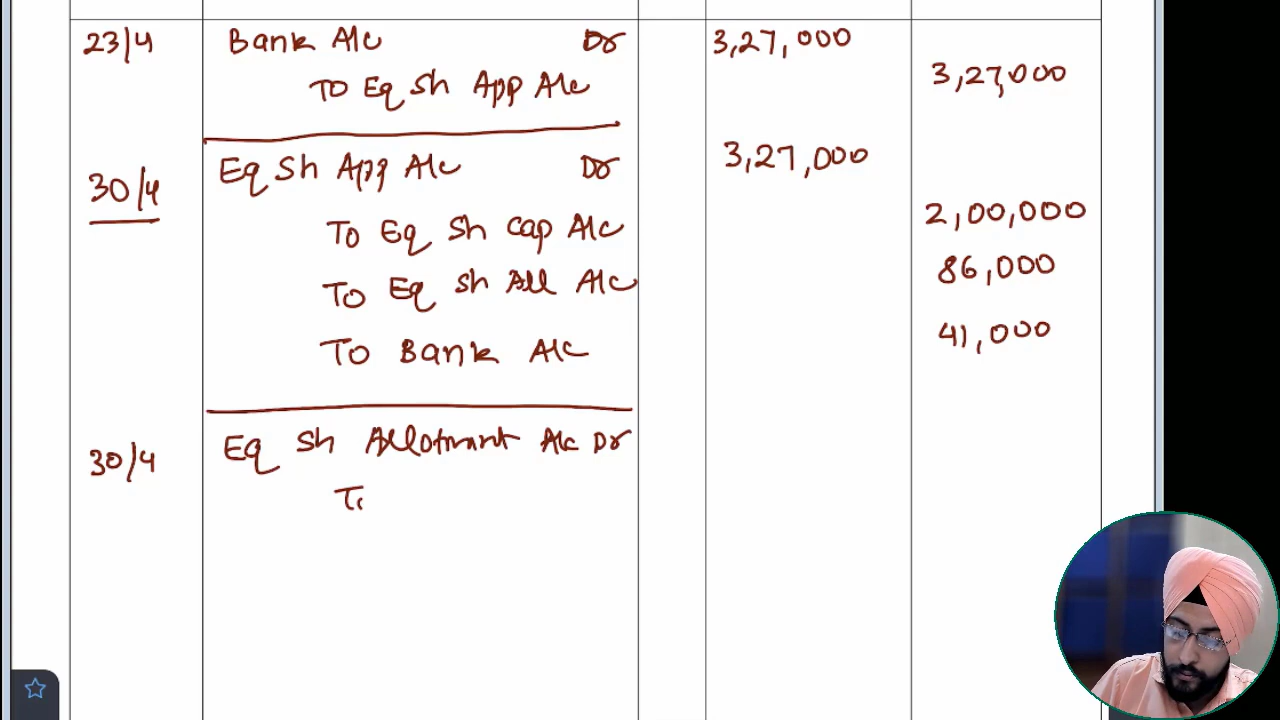 23/4 Bank A/c Dr 3,27,000
To Eq Sh App A/c 3,27,000
30/4 Eq Sh App A/c Dr 3,27,000
To Eq Sh Cap A/c 2,00,000
To Eq Sh All A/c 86,000
To Bank A/c 41,000
30/4 Eq Sh Allotmant A/c Dr
To